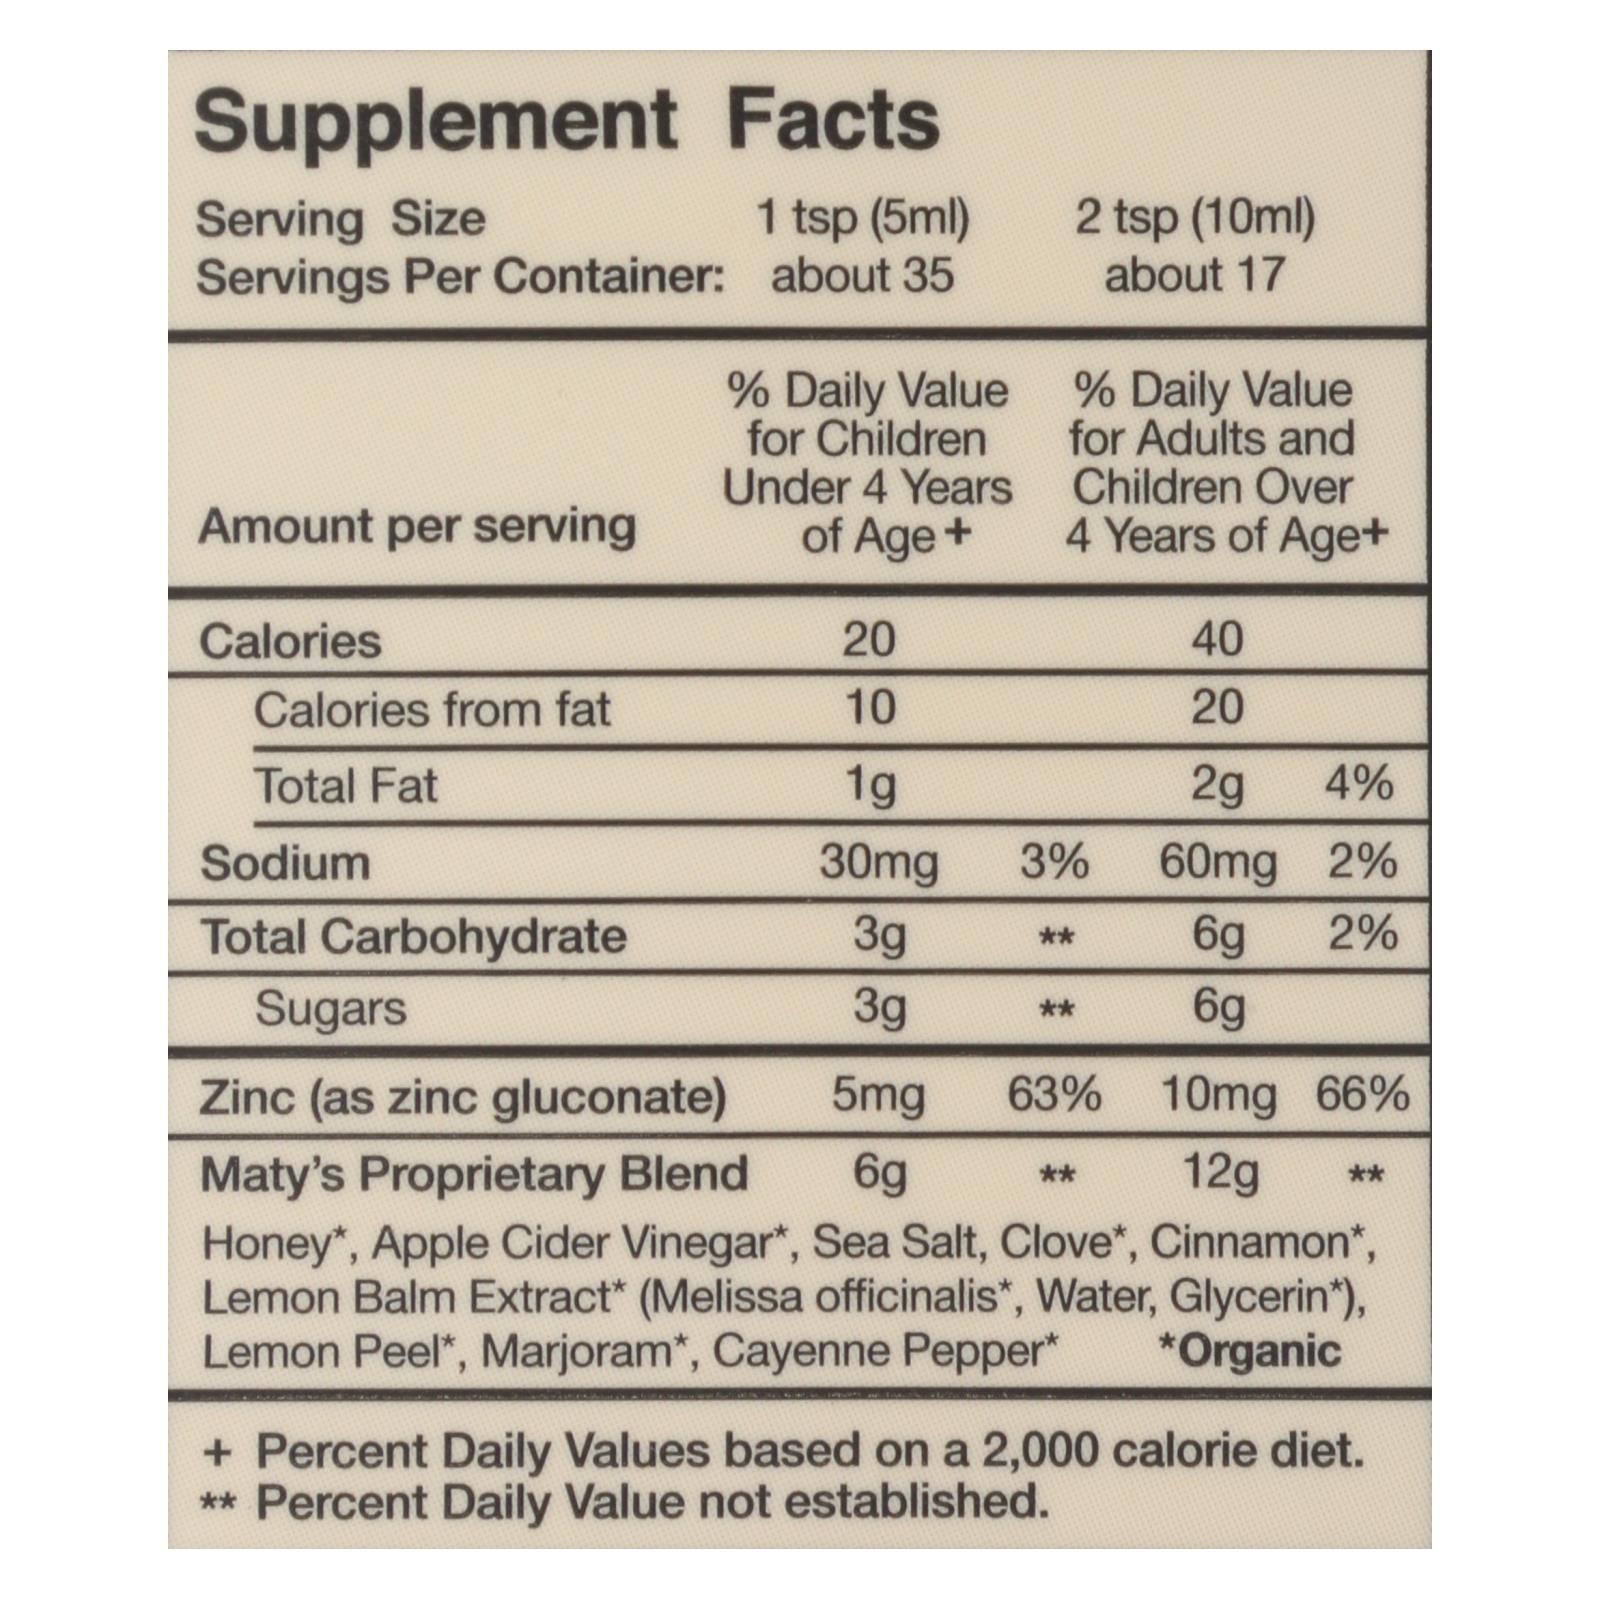 Supplement Facts
Serving Size 1 tsp (5ml) 2 tsp (10ml)
Servings Per Container: about 35 about 17
% Daily Value % Daily Value
for Children for Adults and
Under 4 Years Children Over
Amount per serving of Age+ 4 Years of Age+
Calories 20 40
Calories from fat 10 20
Total Fat 1g 2g 4%
Sodium 30mg 3% 60mg 2%
Total Carbohydrate 3g ** 6g 2%
Sugars 3g ** 6g
Zinc (as zinc gluconate) 5mg 63% 10mg 66%
Maty's Proprietary Blend 6g ** 12g **
Honey*, Apple Cider Vinegar*, Sea Salt, Clove*, Cinnamon*,
Lemon Balm Extract* (Melissa officinalis*, Water, Glycerin*),
Lemon Peel*, Marjoram*, Cayenne Pepper* *Organic
+ Percent Daily Values based on a 2,000 calorie diet.
** Percent Daily Value not established.